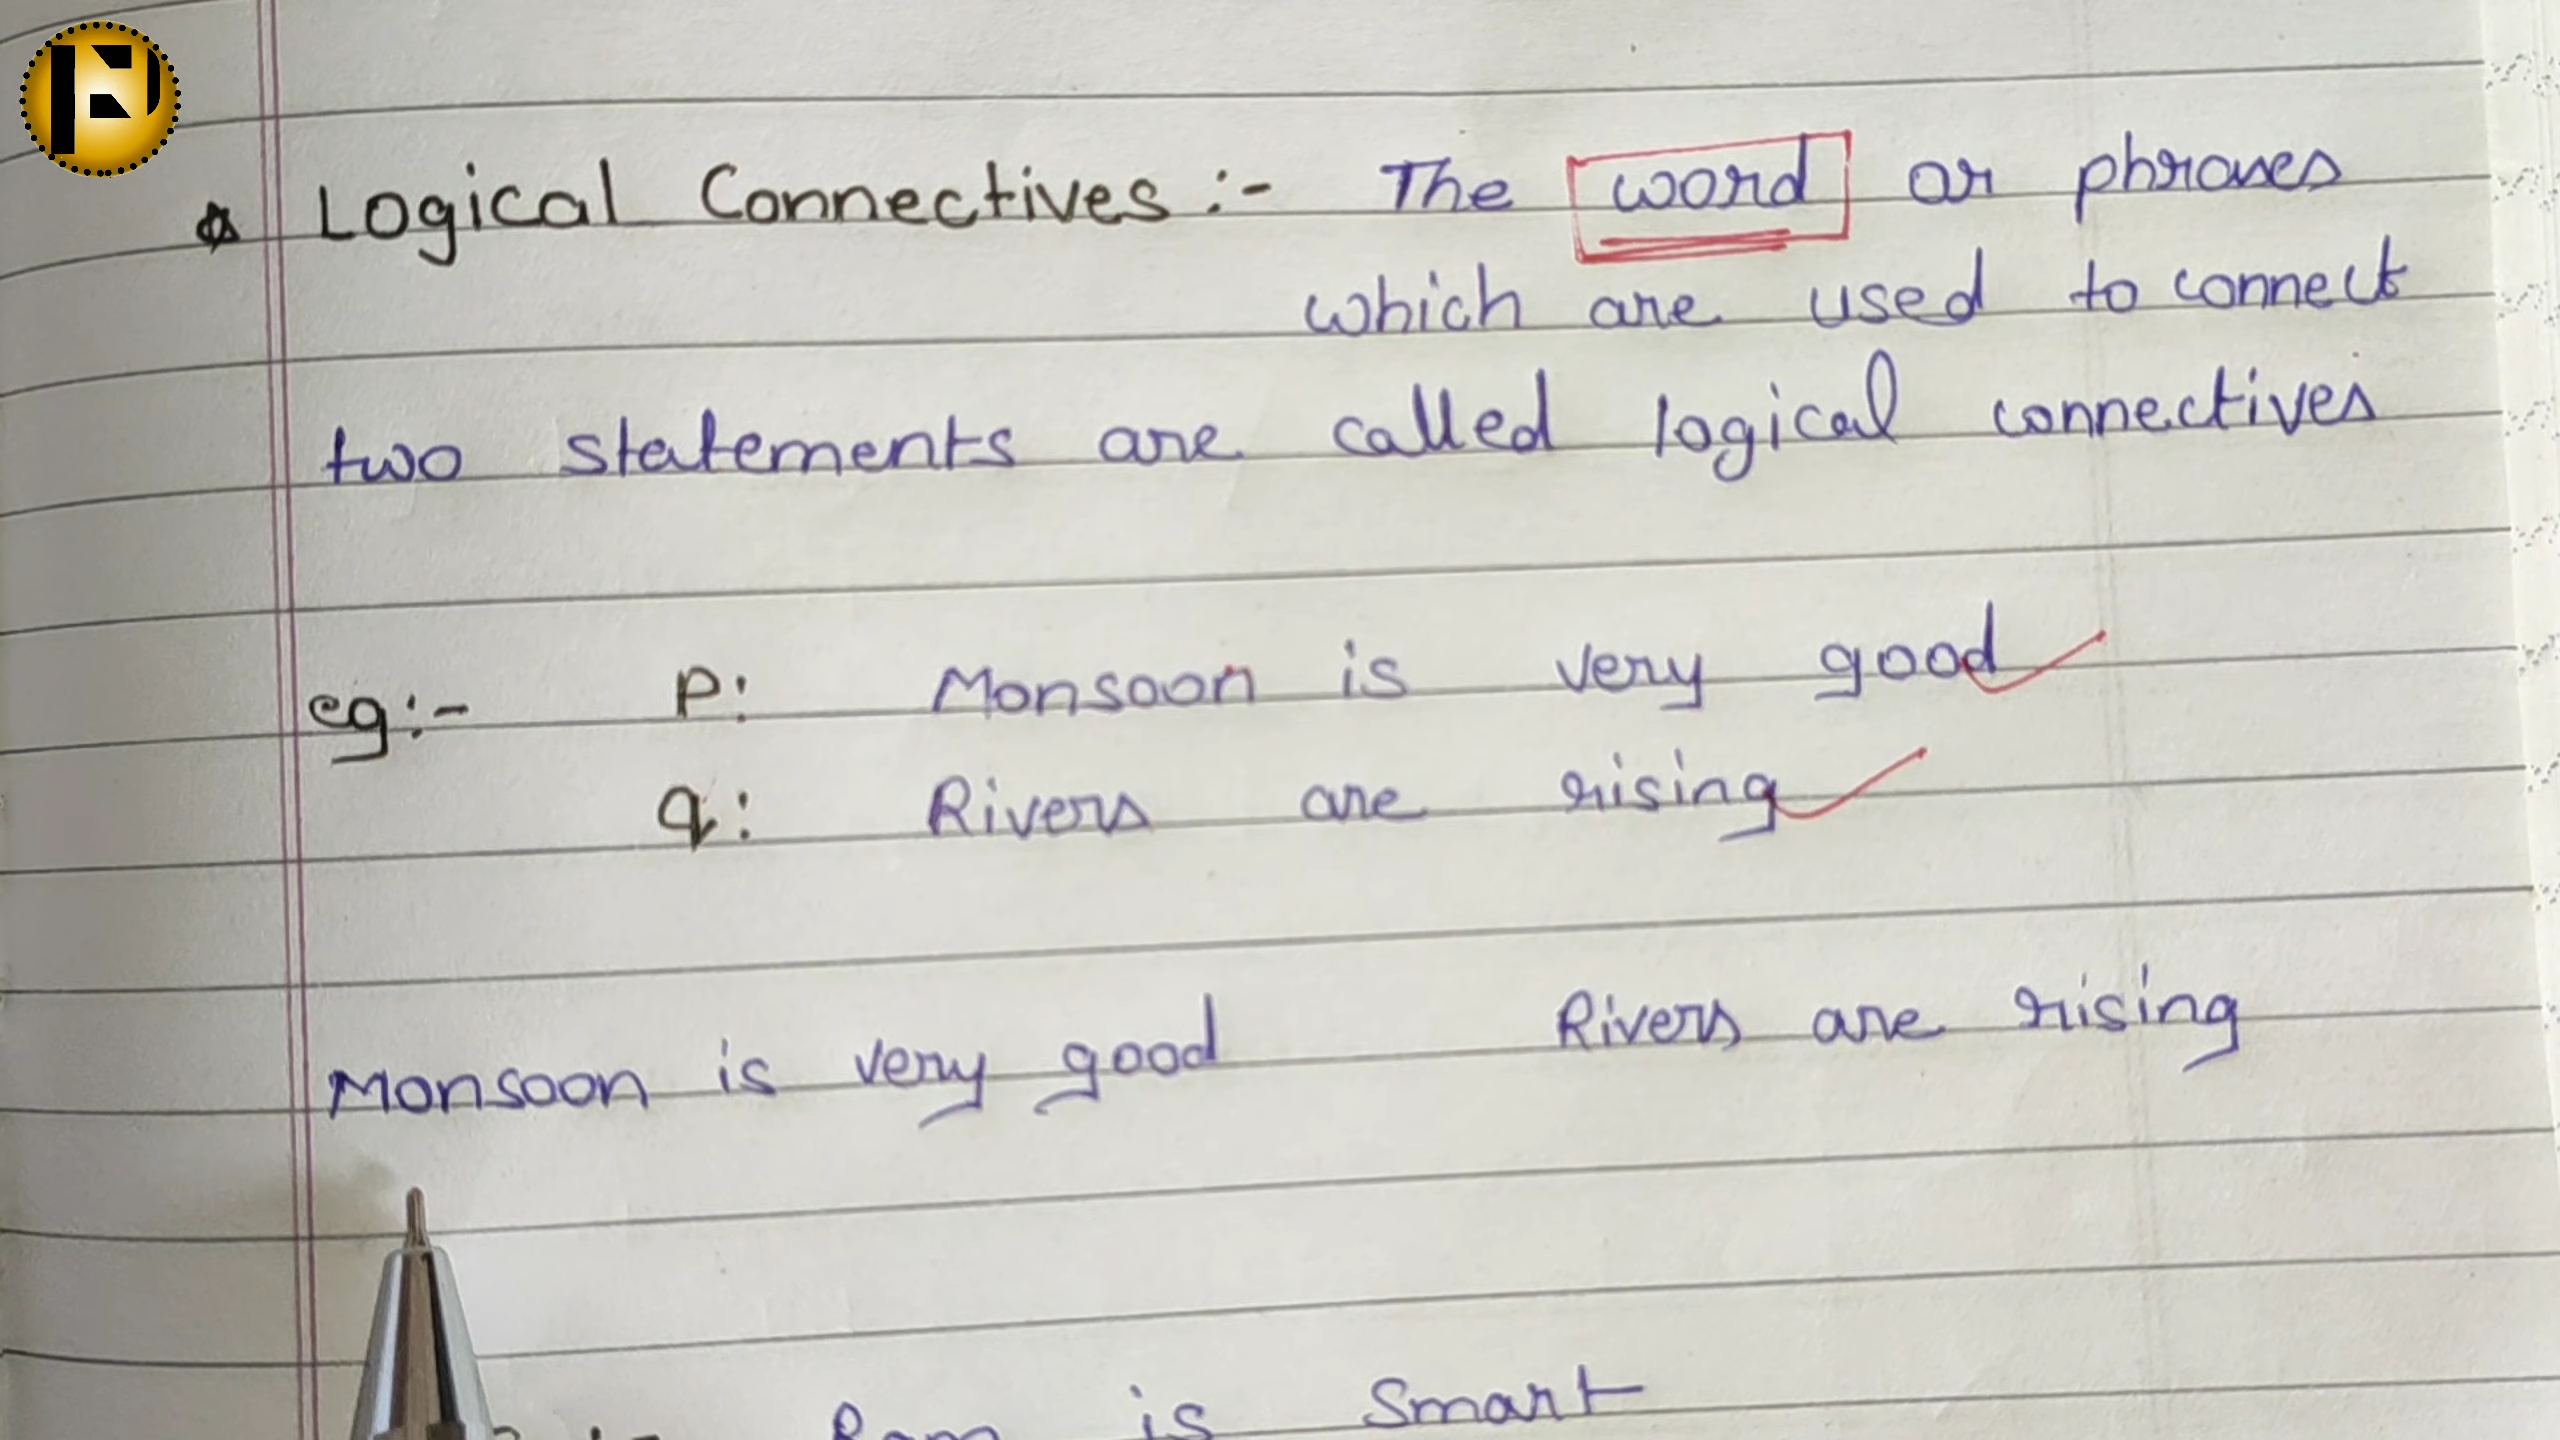 Logical Connectives :- The word or phrases
which are used to connect
two statements are called logical connectives
eg:- P: Monsoon is very good
q: Rivers are rising
Monsoon is very good Rivers are rising
Ram is Smart